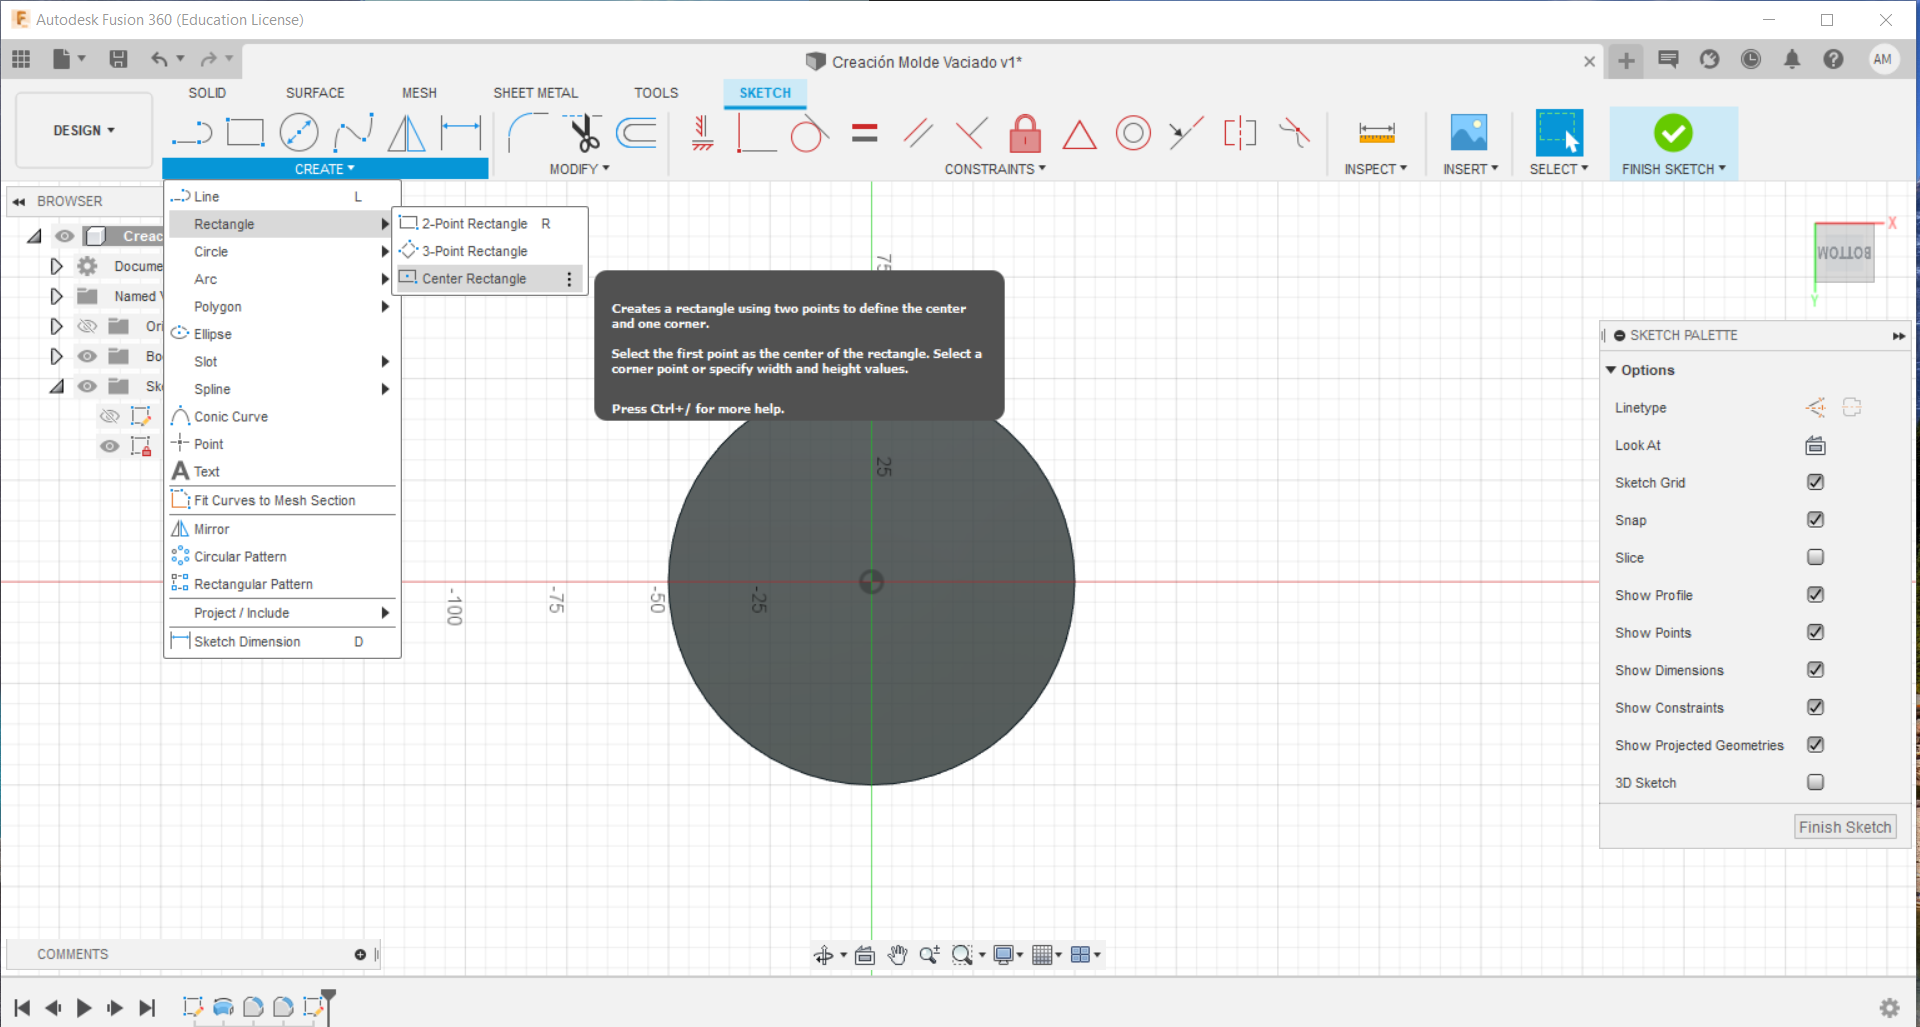 Autodesk Fusion 360 (Education License)
Creación Molde Vaciado v1*
AM
DESIGN
SOLID
SURFACE
MESH
SHEET METAL
TOOLS
SKETCH
CREATE
MODIFY
CONSTRAINTS
INSPECT
INSERT
SELECT
FINISH SKETCH
BROWSER
Creac
Docume
Named V
Ori
Bo
Ske
Line L
Rectangle
Circle
Arc
Polygon
Ellipse
Slot
Spline
Conic Curve
Point
Text
Fit Curves to Mesh Section
Mirror
Circular Pattern
Rectangular Pattern
Project / Include
Sketch Dimension D
2-Point Rectangle R
3-Point Rectangle
Center Rectangle
Creates a rectangle using two points to define the center
and one corner.
Select the first point as the center of the rectangle. Select a
corner point or specify width and height values.
Press Ctrl+/ for more help.
75
25
-100
-75
-50
-25
X
BOTTOM
Y
SKETCH PALETTE
Options
Linetype
Look At
Sketch Grid
Snap
Slice
Show Profile
Show Points
Show Dimensions
Show Constraints
Show Projected Geometries
3D Sketch
Finish Sketch
COMMENTS